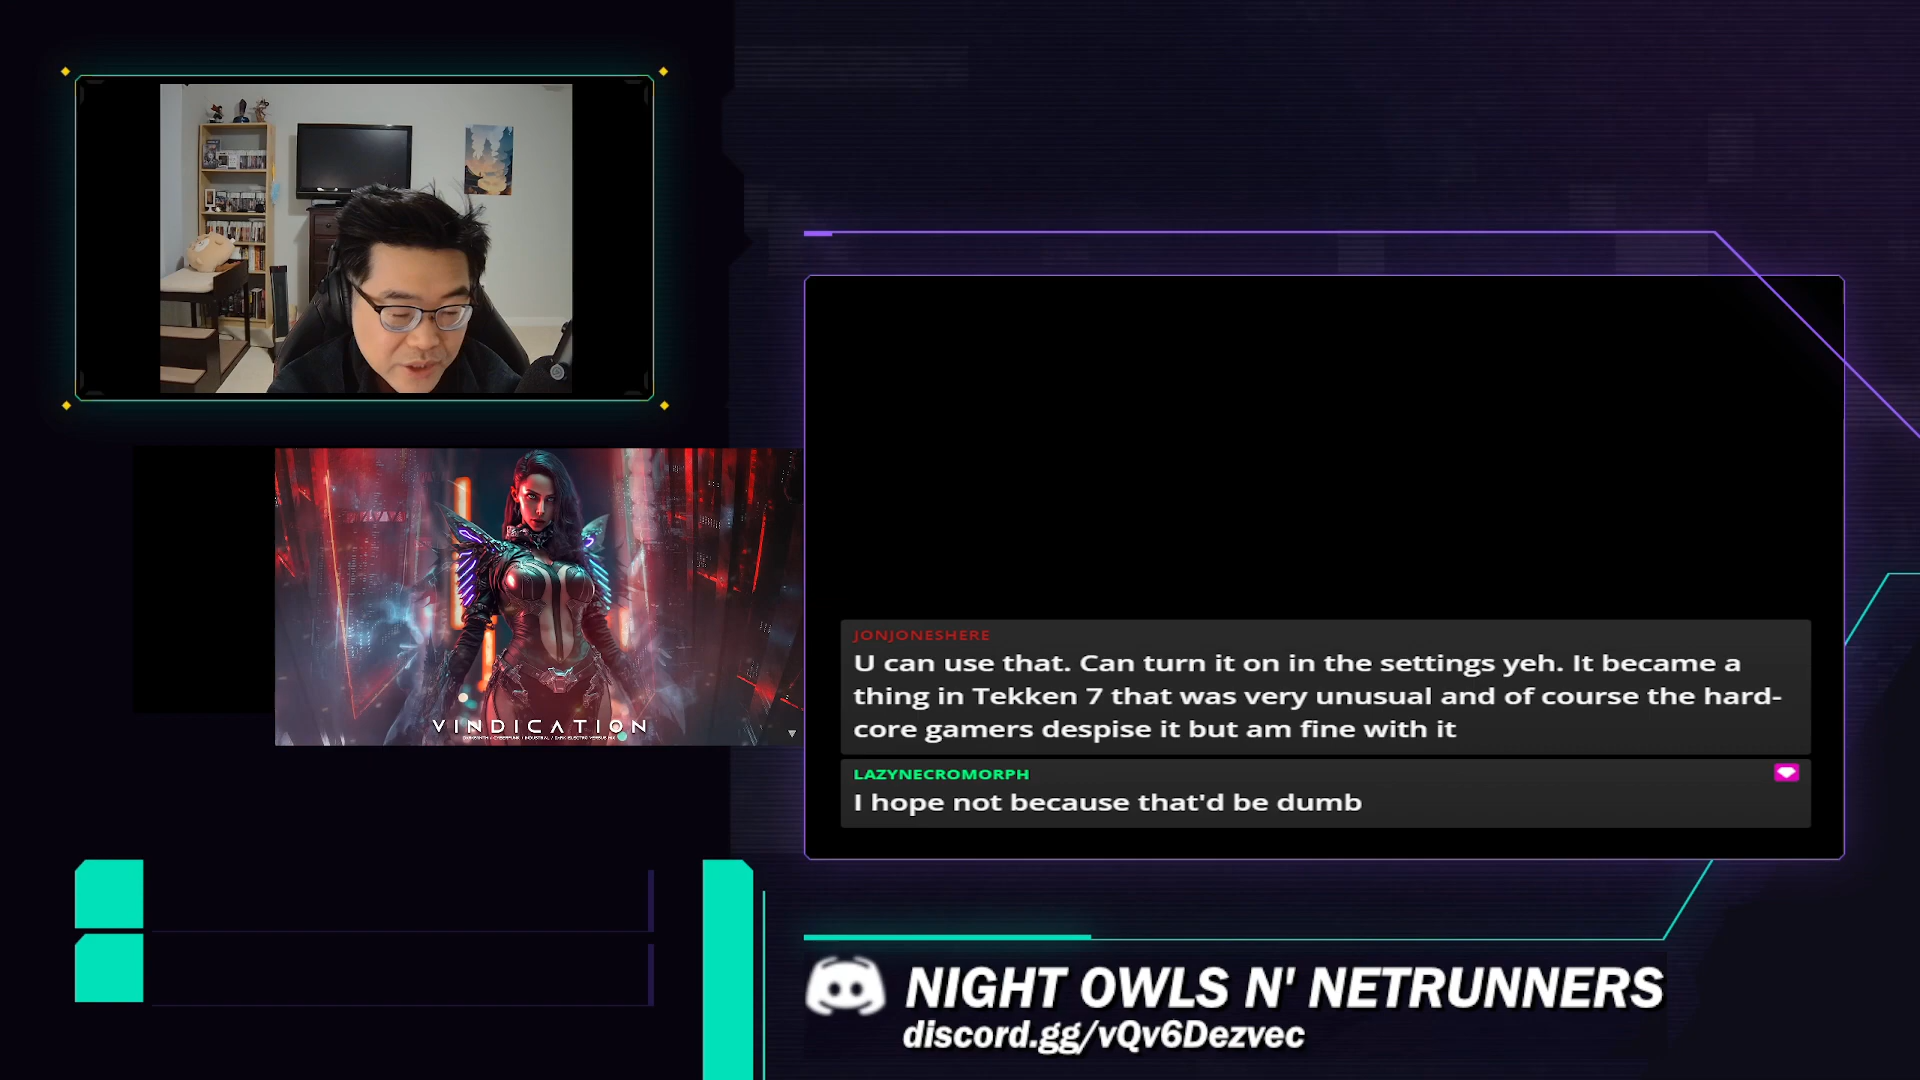 VINDICATION
JONJONESHERE
U can use that. Can turn it on in the settings yeh. It became a
thing in Tekken 7 that was very unusual and of course the hard-
core gamers despise it but am fine with it
LAZYNECROMORPH
I hope not because that'd be dumb
NIGHT OWLS N' NETRUNNERS
discord.gg/vQv6Dezvec